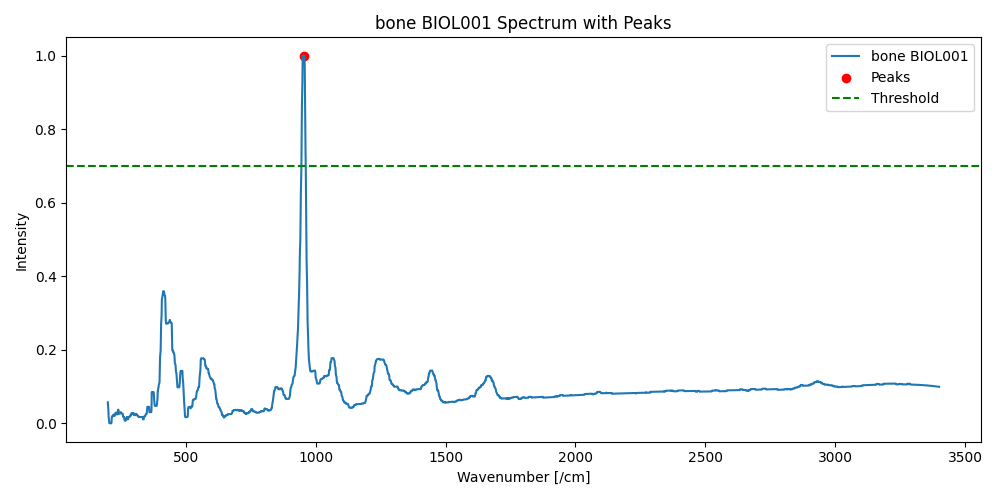 bone BIOL001 Spectrum with Peaks
bone BIOL001
Peaks
Threshold
Intensity
1.0
0.8
0.6
0.4
0.2
0.0
500
1000
1500
2000
2500
3000
3500
Wavenumber [/cm]